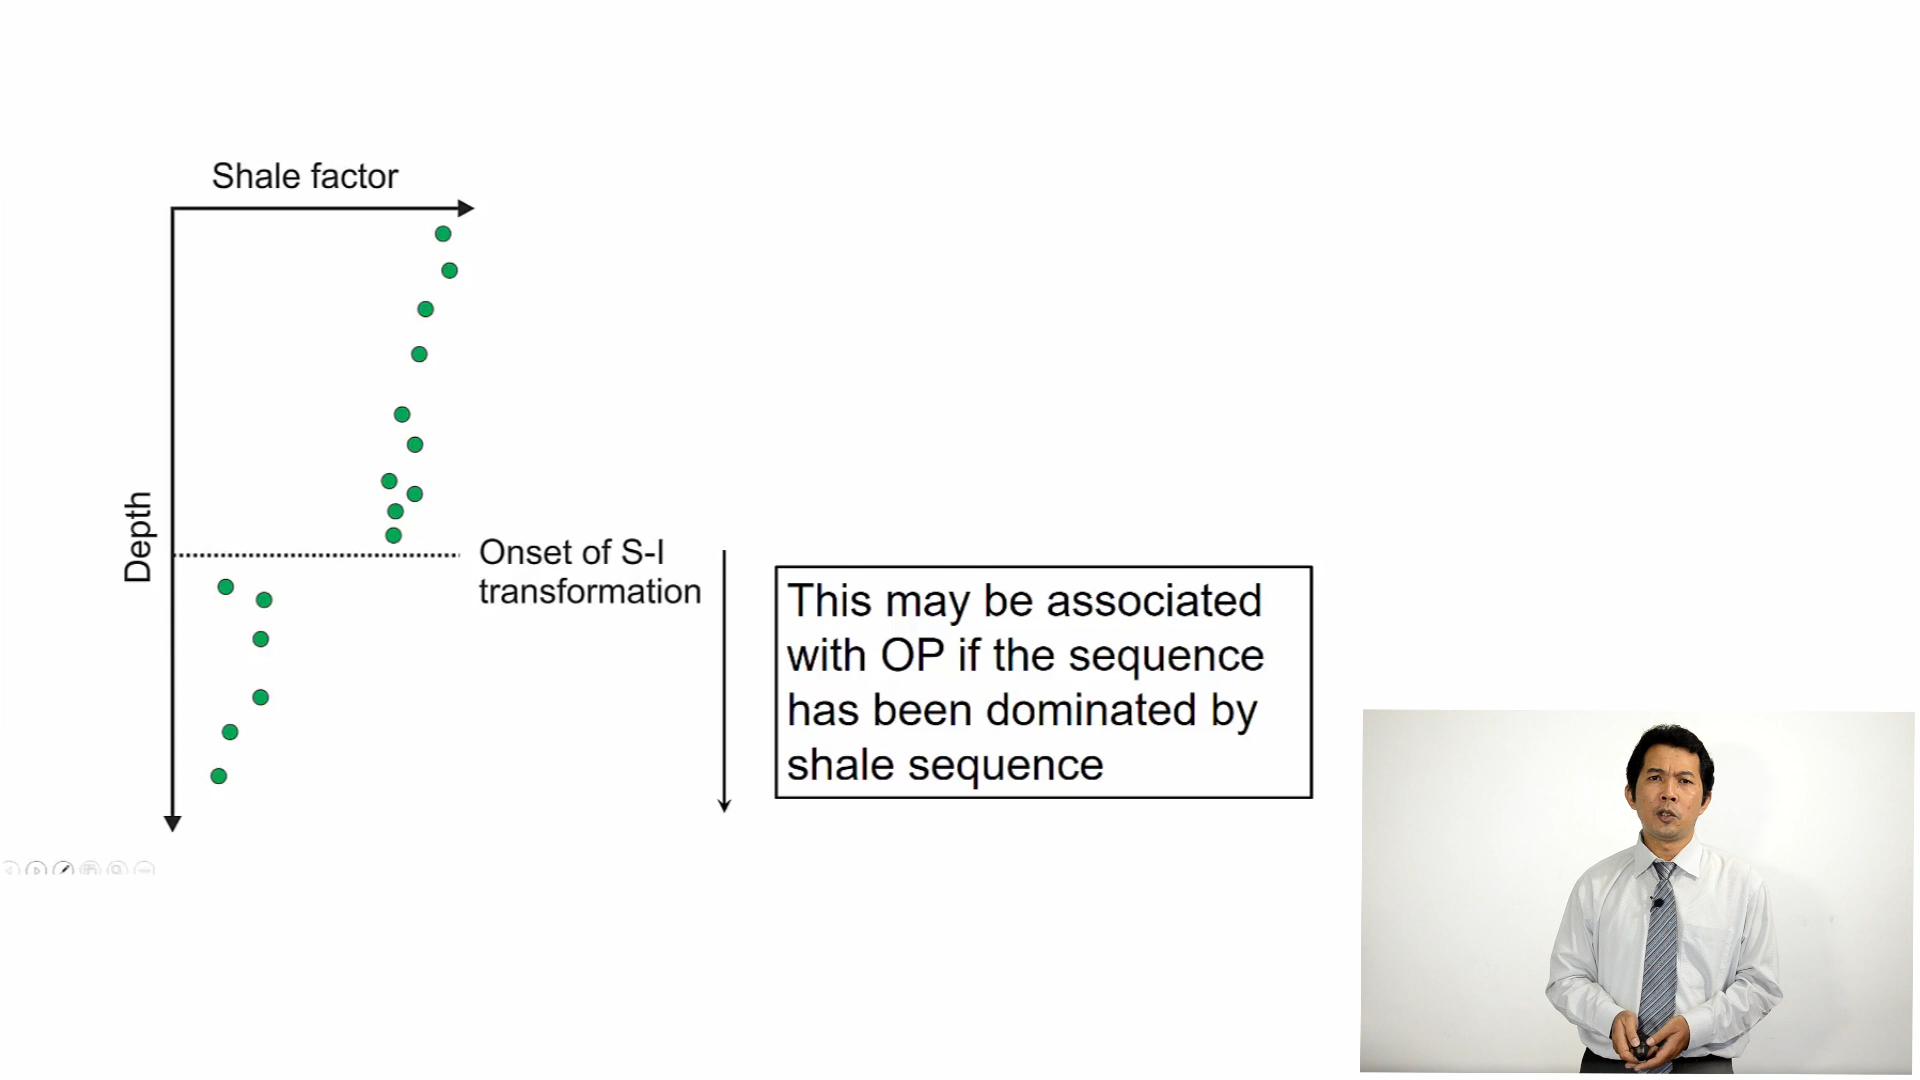 Shale factor
Depth
Onset of S-I
transformation
This may be associated
with OP if the sequence
has been dominated by
shale sequence